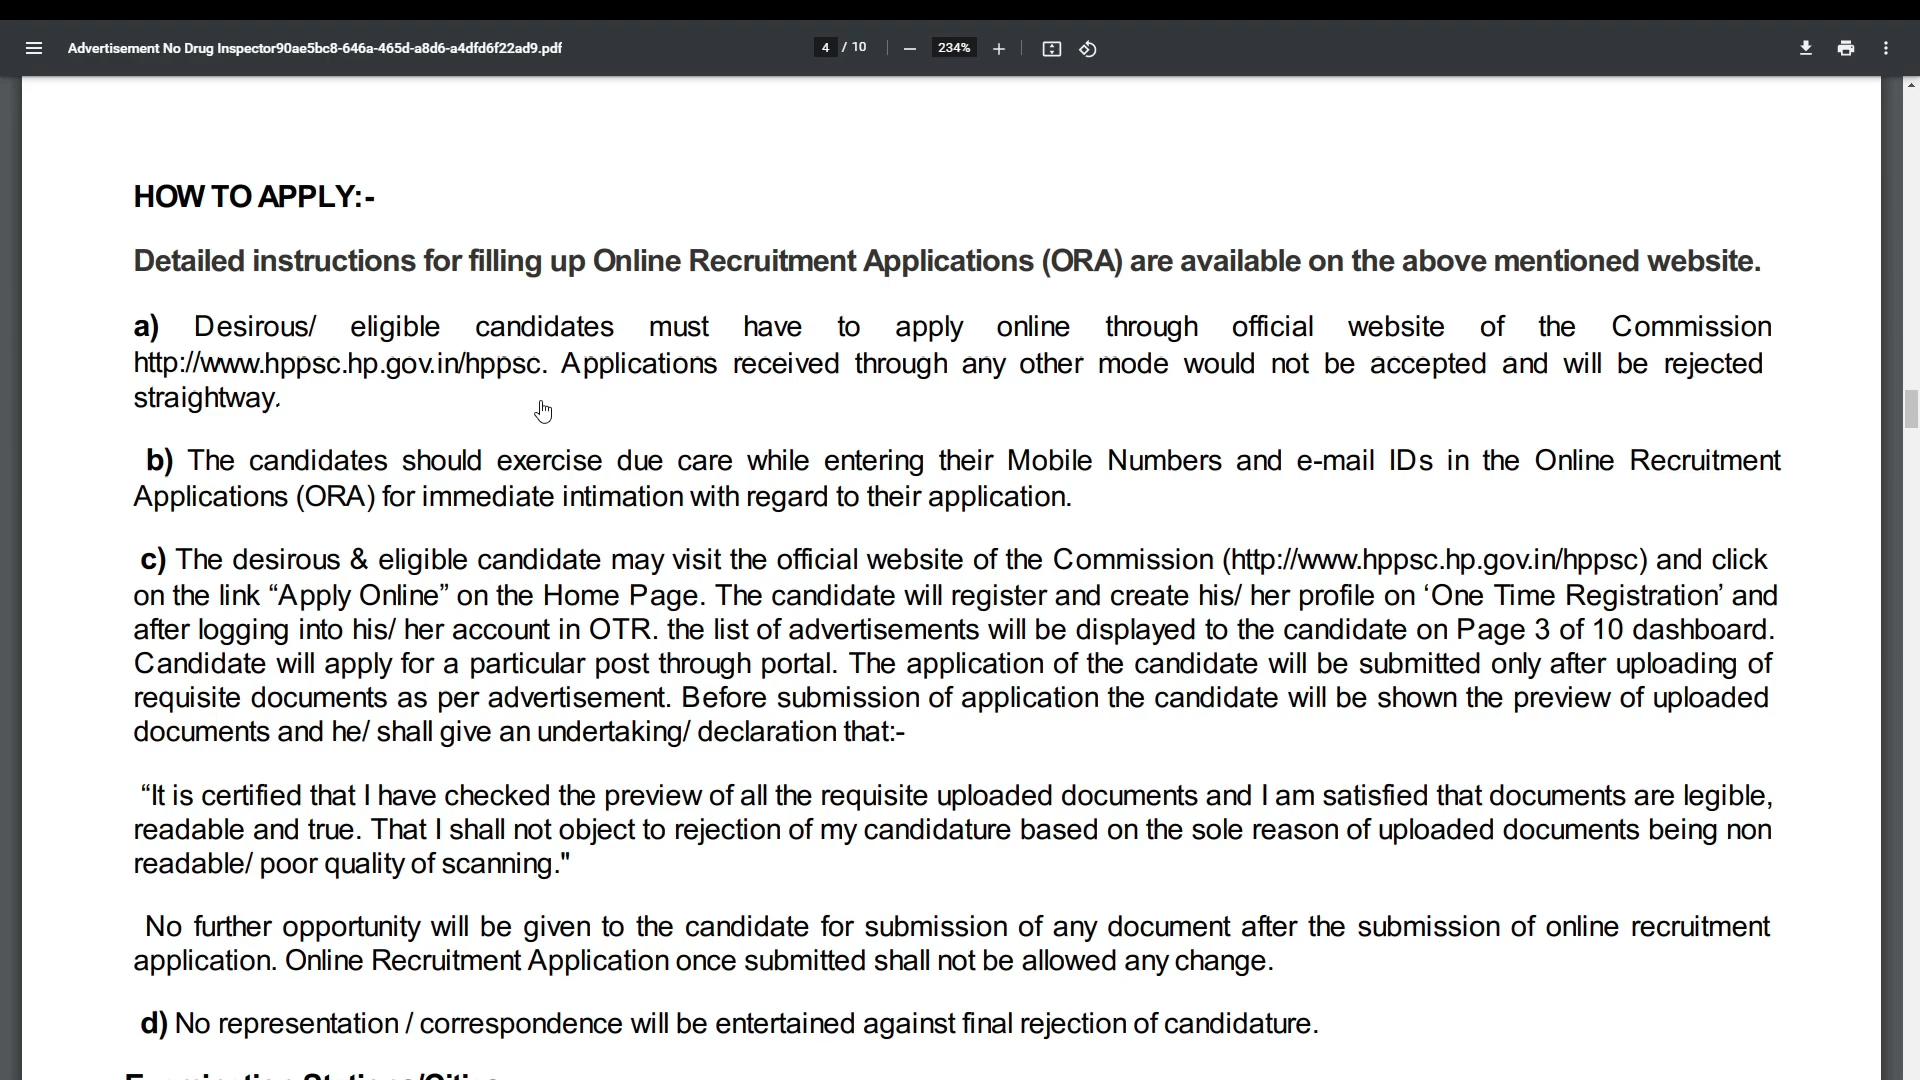 Advertisement No Drug Inspector90ae5bc8-646a-465d-a8d6-a4dfd6f22ad9.pdf
4 / 10
234%
HOW TO APPLY:-
Detailed instructions for filling up Online Recruitment Applications (ORA) are available on the above mentioned website.
a) Desirous/ eligible candidates must have to apply online through official website of the Commission
http://www.hppsc.hp.gov.in/hppsc. Applications received through any other mode would not be accepted and will be rejected
straightway.
b) The candidates should exercise due care while entering their Mobile Numbers and e-mail IDs in the Online Recruitment
Applications (ORA) for immediate intimation with regard to their application.
c) The desirous & eligible candidate may visit the official website of the Commission (http://www.hppsc.hp.gov.in/hppsc) and click
on the link “Apply Online” on the Home Page. The candidate will register and create his/ her profile on ‘One Time Registration’ and
after logging into his/ her account in OTR. the list of advertisements will be displayed to the candidate on Page 3 of 10 dashboard.
Candidate will apply for a particular post through portal. The application of the candidate will be submitted only after uploading of
requisite documents as per advertisement. Before submission of application the candidate will be shown the preview of uploaded
documents and he/ shall give an undertaking/ declaration that:-
“It is certified that I have checked the preview of all the requisite uploaded documents and I am satisfied that documents are legible,
readable and true. That I shall not object to rejection of my candidature based on the sole reason of uploaded documents being non
readable/ poor quality of scanning."
No further opportunity will be given to the candidate for submission of any document after the submission of online recruitment
application. Online Recruitment Application once submitted shall not be allowed any change.
d) No representation / correspondence will be entertained against final rejection of candidature.